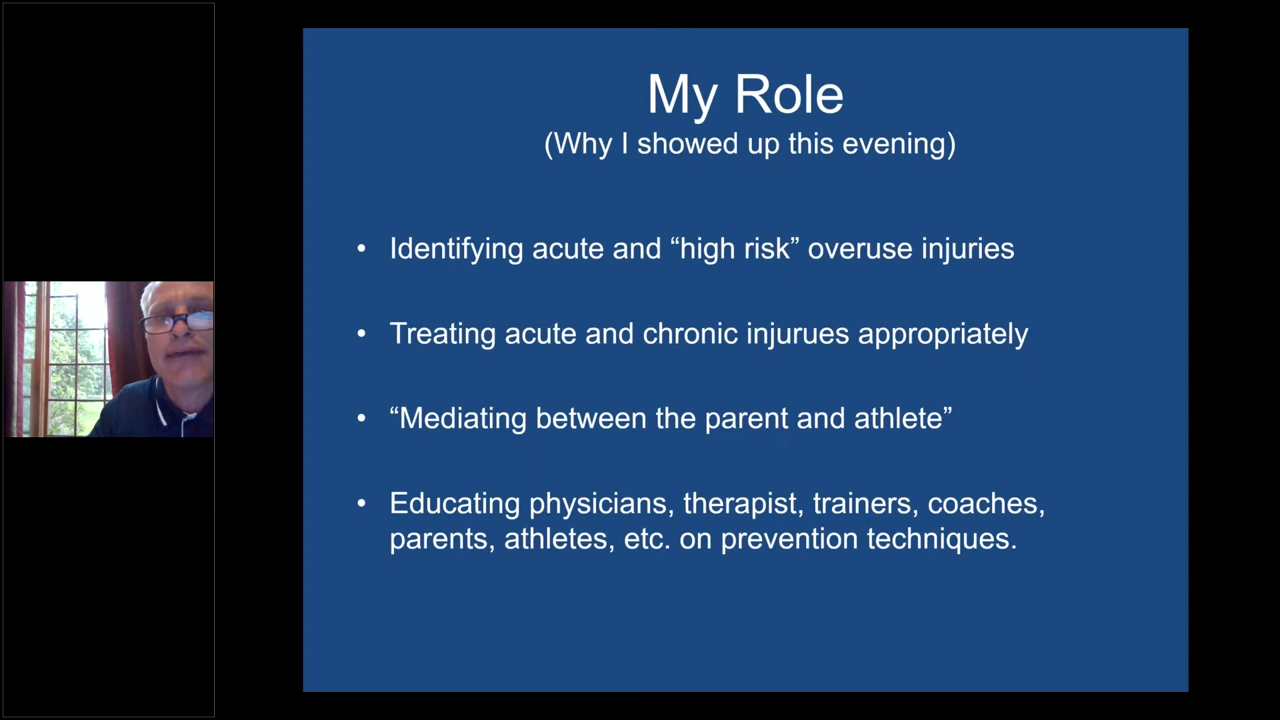 My Role
(Why I showed up this evening)
• Identifying acute and “high risk” overuse injuries
• Treating acute and chronic injurues appropriately
• “Mediating between the parent and athlete”
• Educating physicians, therapist, trainers, coaches,
parents, athletes, etc. on prevention techniques.